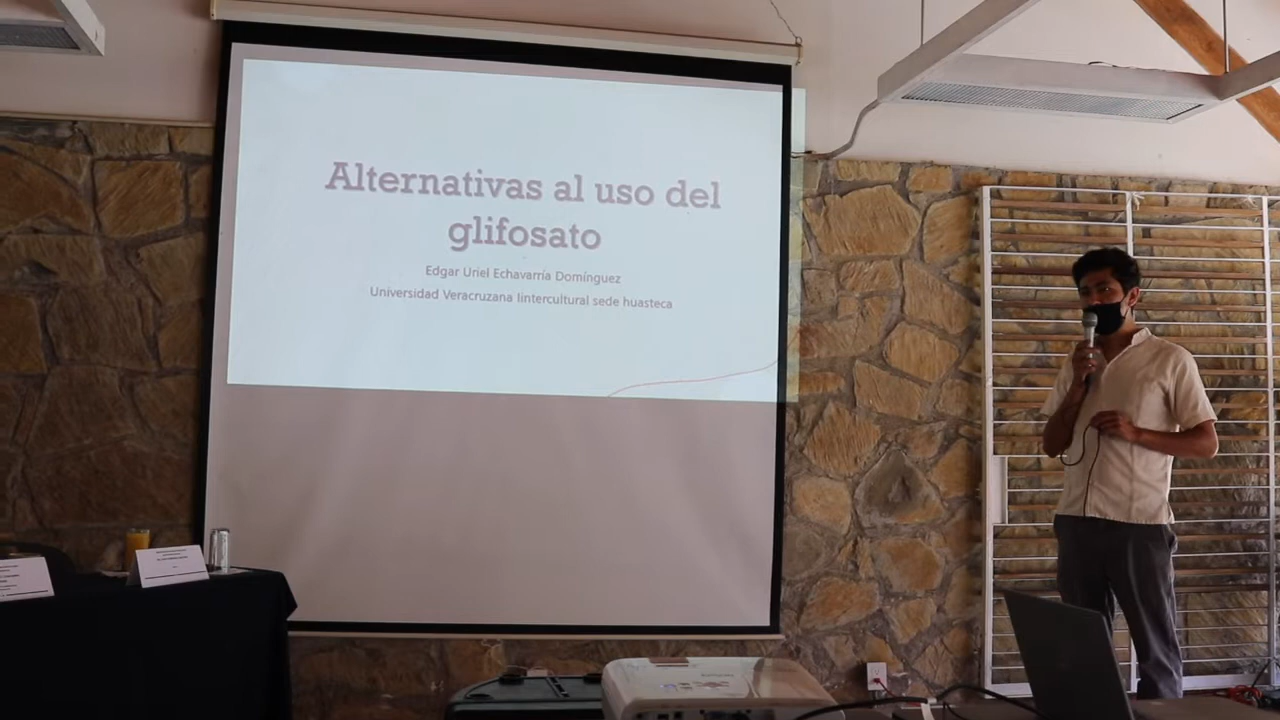 Alternativas al uso del
glifosato
Edgar Uriel Echavarría Domínguez
Universidad Veracruzana Iintercultural sede huasteca